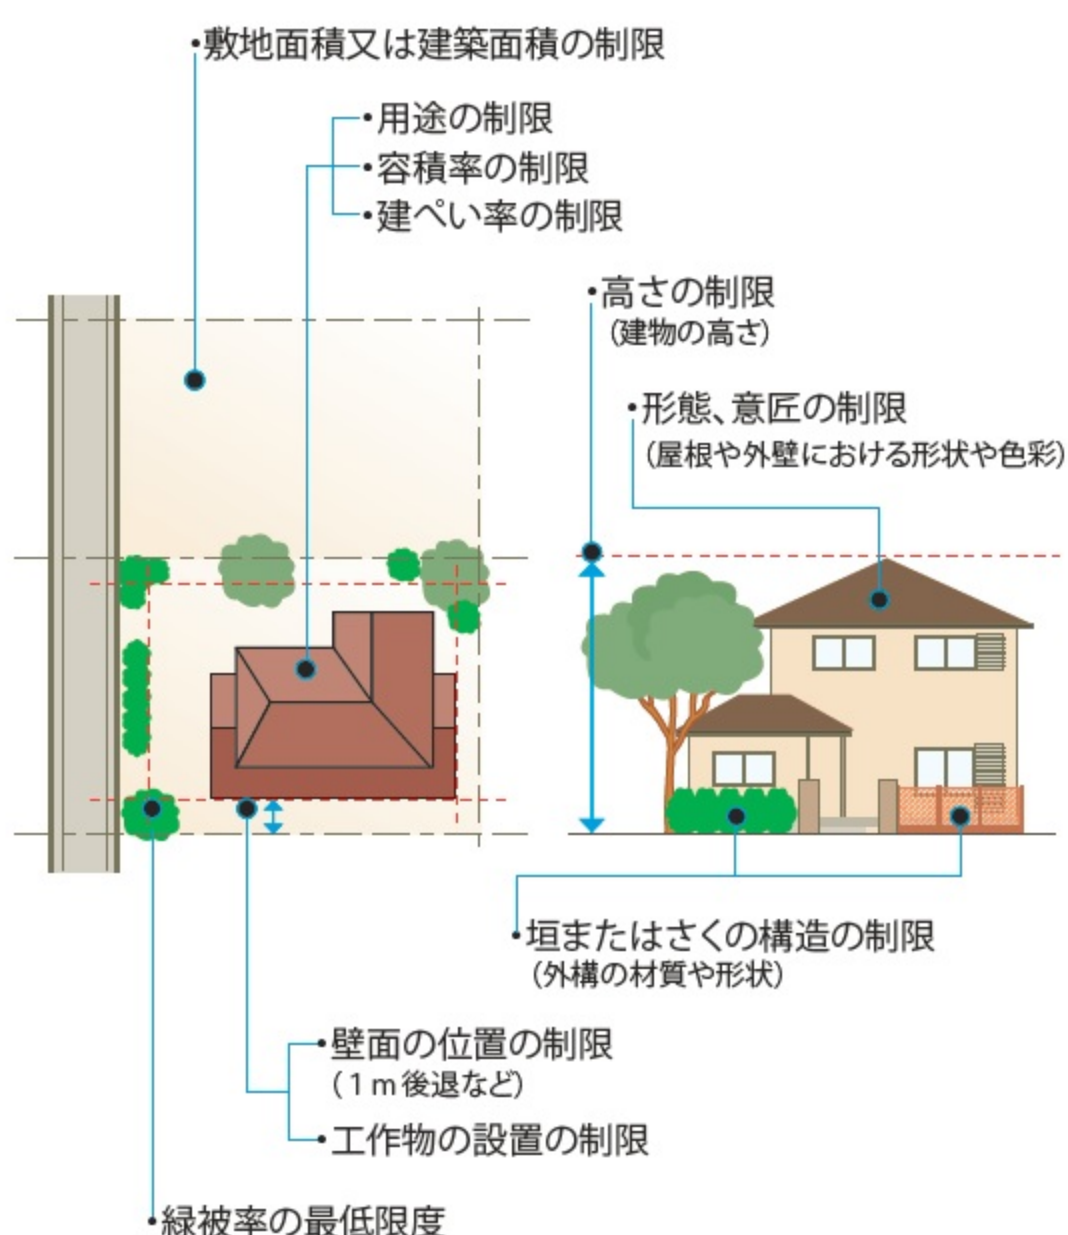 ・敷地面積又は建築面積の制限
・用途の制限
・容積率の制限
・建ぺい率の制限
・高さの制限
（建物の高さ）
・形態、意匠の制限
（屋根や外壁における形状や色彩）
・垣またはさくの構造の制限
（外構の材質や形状）
・壁面の位置の制限
（１ｍ後退など）
・工作物の設置の制限
・緑被率の最低限度